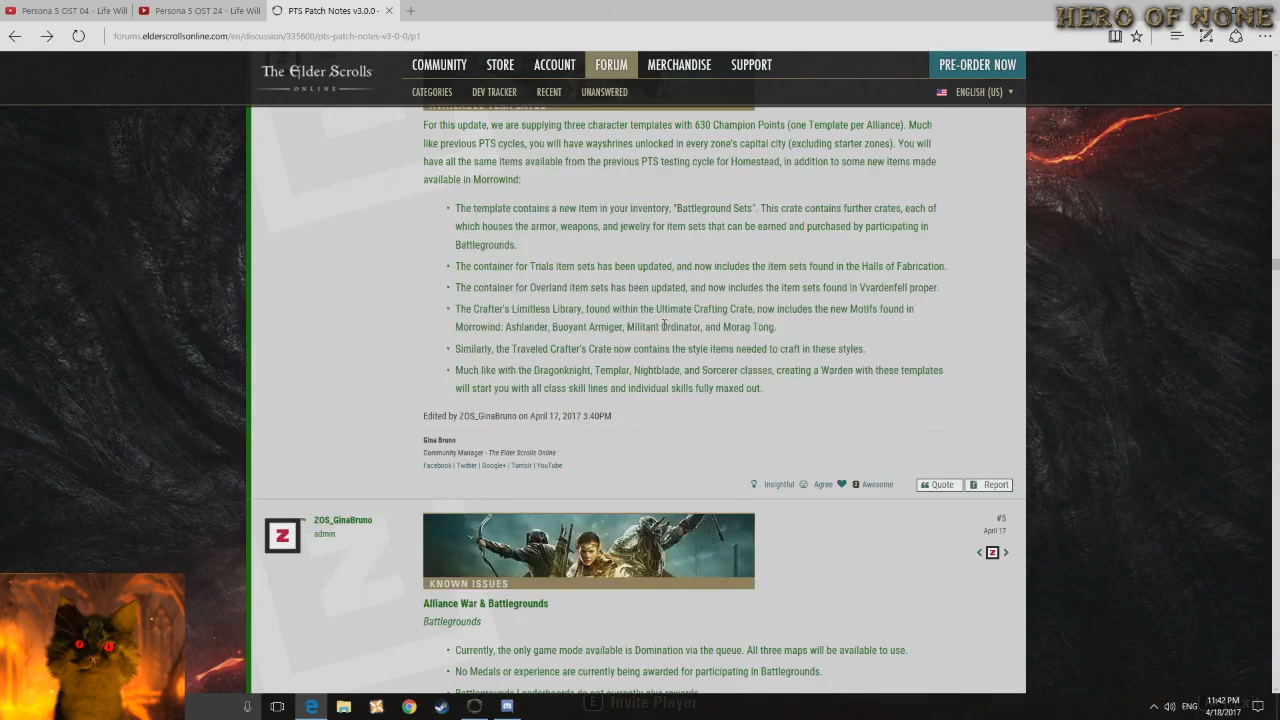 Persona 5 OST 04 - Life Will
Persona 5 OST 24 - Life Will
PTS Patch Notes v3.0.0 -
HERO OF NONE
forums.elderscrollsonline.com/en/discussion/335600/pts-patch-notes-v3-0-0/p1
The Elder Scrolls
ONLINE
COMMUNITY STORE ACCOUNT FORUM MERCHANDISE SUPPORT
PRE-ORDER NOW
CATEGORIES DEV TRACKER RECENT UNANSWERED
ENGLISH (US)
AVAILABLE TEMPLATES
For this update, we are supplying three character templates with 630 Champion Points (one Template per Alliance). Much
like previous PTS cycles, you will have wayshrines unlocked in every zone's capital city (excluding starter zones). You will
have all the same items available from the previous PTS testing cycle for Homestead, in addition to some new items made
available in Morrowind:
• The template contains a new item in your inventory, "Battleground Sets". This crate contains further crates, each of
which houses the armor, weapons, and jewelry for item sets that can be earned and purchased by participating in
Battlegrounds.
• The container for Trials item sets has been updated, and now includes the item sets found in the Halls of Fabrication.
• The container for Overland item sets has been updated, and now includes the item sets found in Vvardenfell proper.
• The Crafter's Limitless Library, found within the Ultimate Crafting Crate, now includes the new Motifs found in
Morrowind: Ashlander, Buoyant Armiger, Militant Ordinator, and Morag Tong.
• Similarly, the Traveled Crafter's Crate now contains the style items needed to craft in these styles.
• Much like with the Dragonknight, Templar, Nightblade, and Sorcerer classes, creating a Warden with these templates
will start you with all class skill lines and individual skills fully maxed out.
Edited by ZOS_GinaBruno on April 17, 2017 3:40PM
Gina Bruno
Community Manager - The Elder Scrolls Online
Facebook | Twitter | Google+ | Tumblr | YouTube
Insightful Agree 2 Awesome
Quote Report
ZOS_GinaBruno
admin
#5
April 17
KNOWN ISSUES
Alliance War & Battlegrounds
Battlegrounds
• Currently, the only game mode available is Domination via the queue. All three maps will be available to use.
• No Medals or experience are currently being awarded for participating in Battlegrounds.
• Battlegrounds Leaderboards do not currently give rewards.
E Invite Player
ENG
11:42 PM
4/18/2017